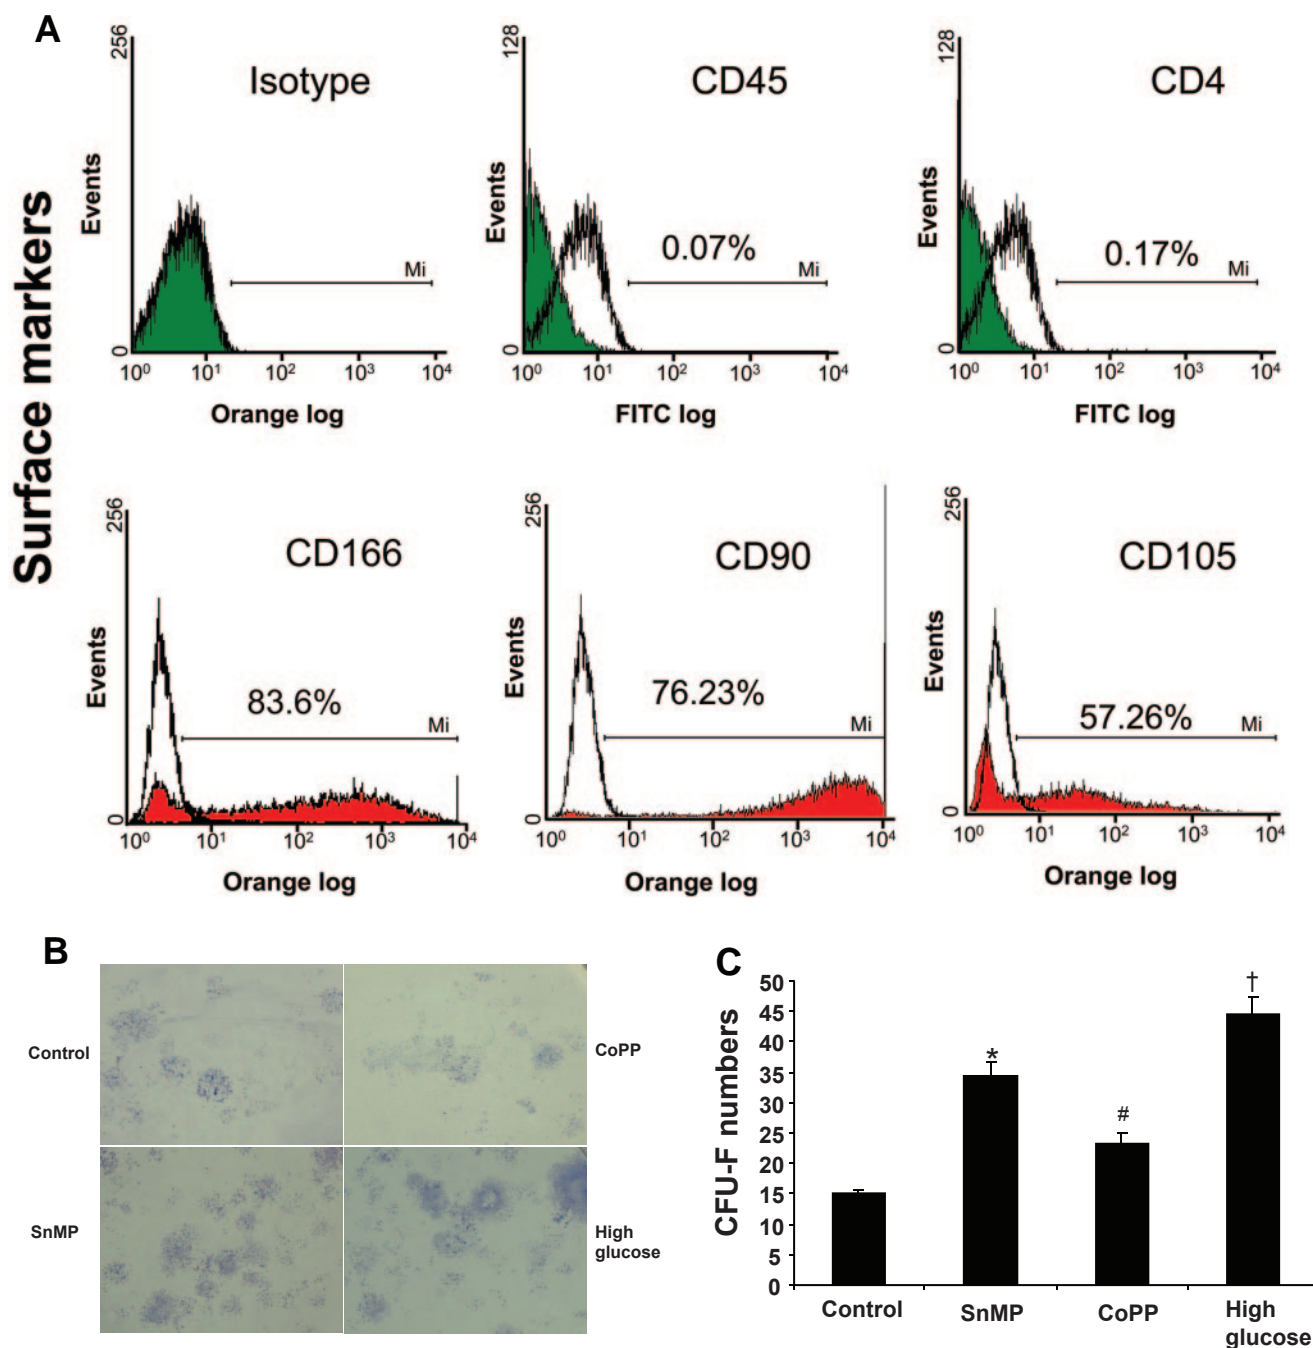 A
Surface markers
Isotype
256
Events
0
Mi
10⁰ 10¹ 10² 10³ 10⁴
Orange log
CD45
128
Events
0
0.07%
Mi
10⁰ 10¹ 10² 10³ 10⁴
FITC log
CD4
128
Events
0
0.17%
Mi
10⁰ 10¹ 10² 10³ 10⁴
FITC log
CD166
256
Events
0
83.6%
Mi
10⁰ 10¹ 10² 10³ 10⁴
Orange log
CD90
256
Events
0
76.23%
Mi
10⁰ 10¹ 10² 10³ 10⁴
Orange log
CD105
256
Events
0
57.26%
Mi
10⁰ 10¹ 10² 10³ 10⁴
Orange log
B
Control
CoPP
SnMP
High
glucose
C
CFU-F numbers
50
45
40
35
30
25
20
15
10
5
0
*
#
†
Control
SnMP
CoPP
High
glucose